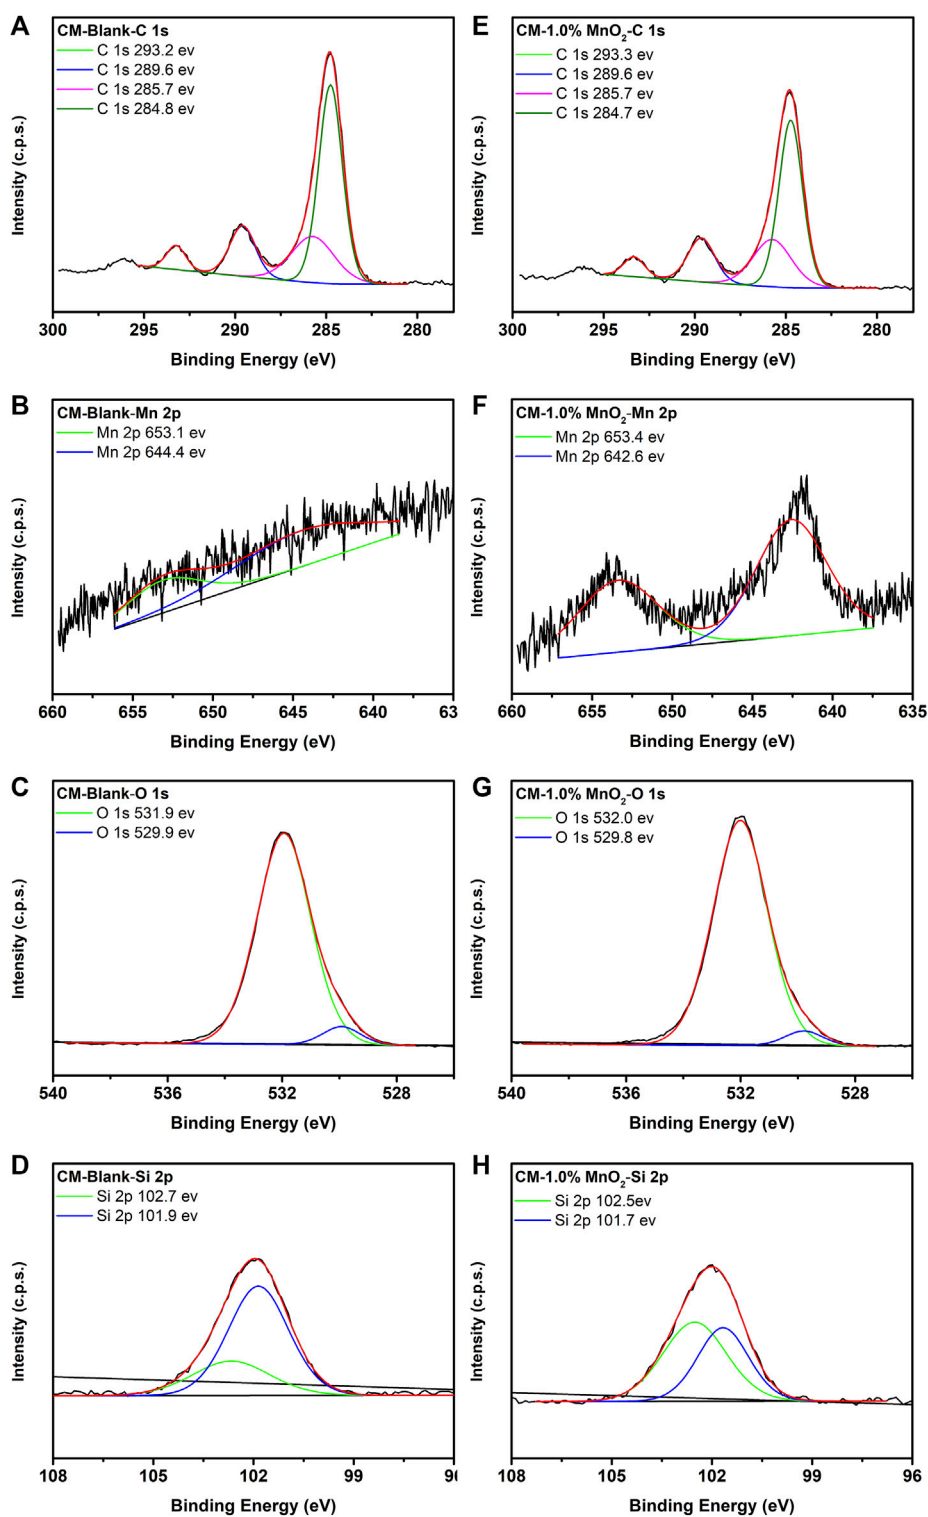 A
CM-Blank-C 1s
C 1s 293.2 ev
C 1s 289.6 ev
C 1s 285.7 ev
C 1s 284.8 ev
Intensity (c.p.s.)
300 295 290 285 280
Binding Energy (eV)
E
CM-1.0% MnO₂-C 1s
C 1s 293.3 ev
C 1s 289.6 ev
C 1s 285.7 ev
C 1s 284.7 ev
Intensity (c.p.s.)
300 295 290 285 280
Binding Energy (eV)
B
CM-Blank-Mn 2p
Mn 2p 653.1 ev
Mn 2p 644.4 ev
Intensity (c.p.s.)
660 655 650 645 640 63
Binding Energy (eV)
F
CM-1.0% MnO₂-Mn 2p
Mn 2p 653.4 ev
Mn 2p 642.6 ev
Intensity (c.p.s.)
660 655 650 645 640 635
Binding Energy (eV)
C
CM-Blank-O 1s
O 1s 531.9 ev
O 1s 529.9 ev
Intensity (c.p.s.)
540 536 532 528
Binding Energy (eV)
G
CM-1.0% MnO₂-O 1s
O 1s 532.0 ev
O 1s 529.8 ev
Intensity (c.p.s.)
540 536 532 528
Binding Energy (eV)
D
CM-Blank-Si 2p
Si 2p 102.7 ev
Si 2p 101.9 ev
Intensity (c.p.s.)
108 105 102 99
Binding Energy (eV)
H
CM-1.0% MnO₂-Si 2p
Si 2p 102.5ev
Si 2p 101.7 ev
Intensity (c.p.s.)
108 105 102 99 96
Binding Energy (eV)